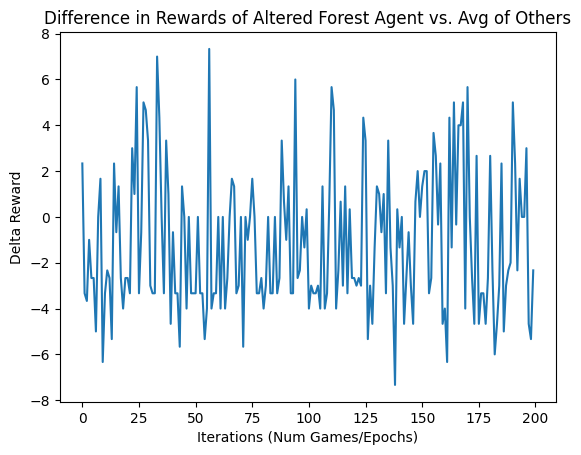 Difference in Rewards of Altered Forest Agent vs. Avg of Others
8
6
4
2
0
−2
−4
−6
−8
Delta Reward
0 25 50 75 100 125 150 175 200
Iterations (Num Games/Epochs)